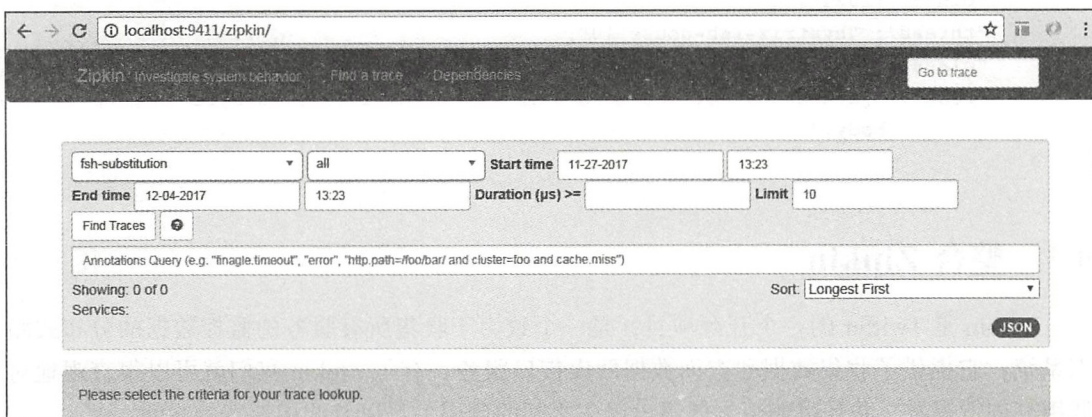 localhost:9411/zipkin/
Zipkin Investigate system behavior Find a trace Dependencies Go to trace
fsh-substitution all Start time 11-27-2017 13:23
End time 12-04-2017 13:23 Duration (μs) >= Limit 10
Find Traces
Annotations Query (e.g. "finagle.timeout", "error", "http.path=/foo/bar/ and cluster=foo and cache.miss")
Showing: 0 of 0 Sort: Longest First
Services:
JSON
Please select the criteria for your trace lookup.